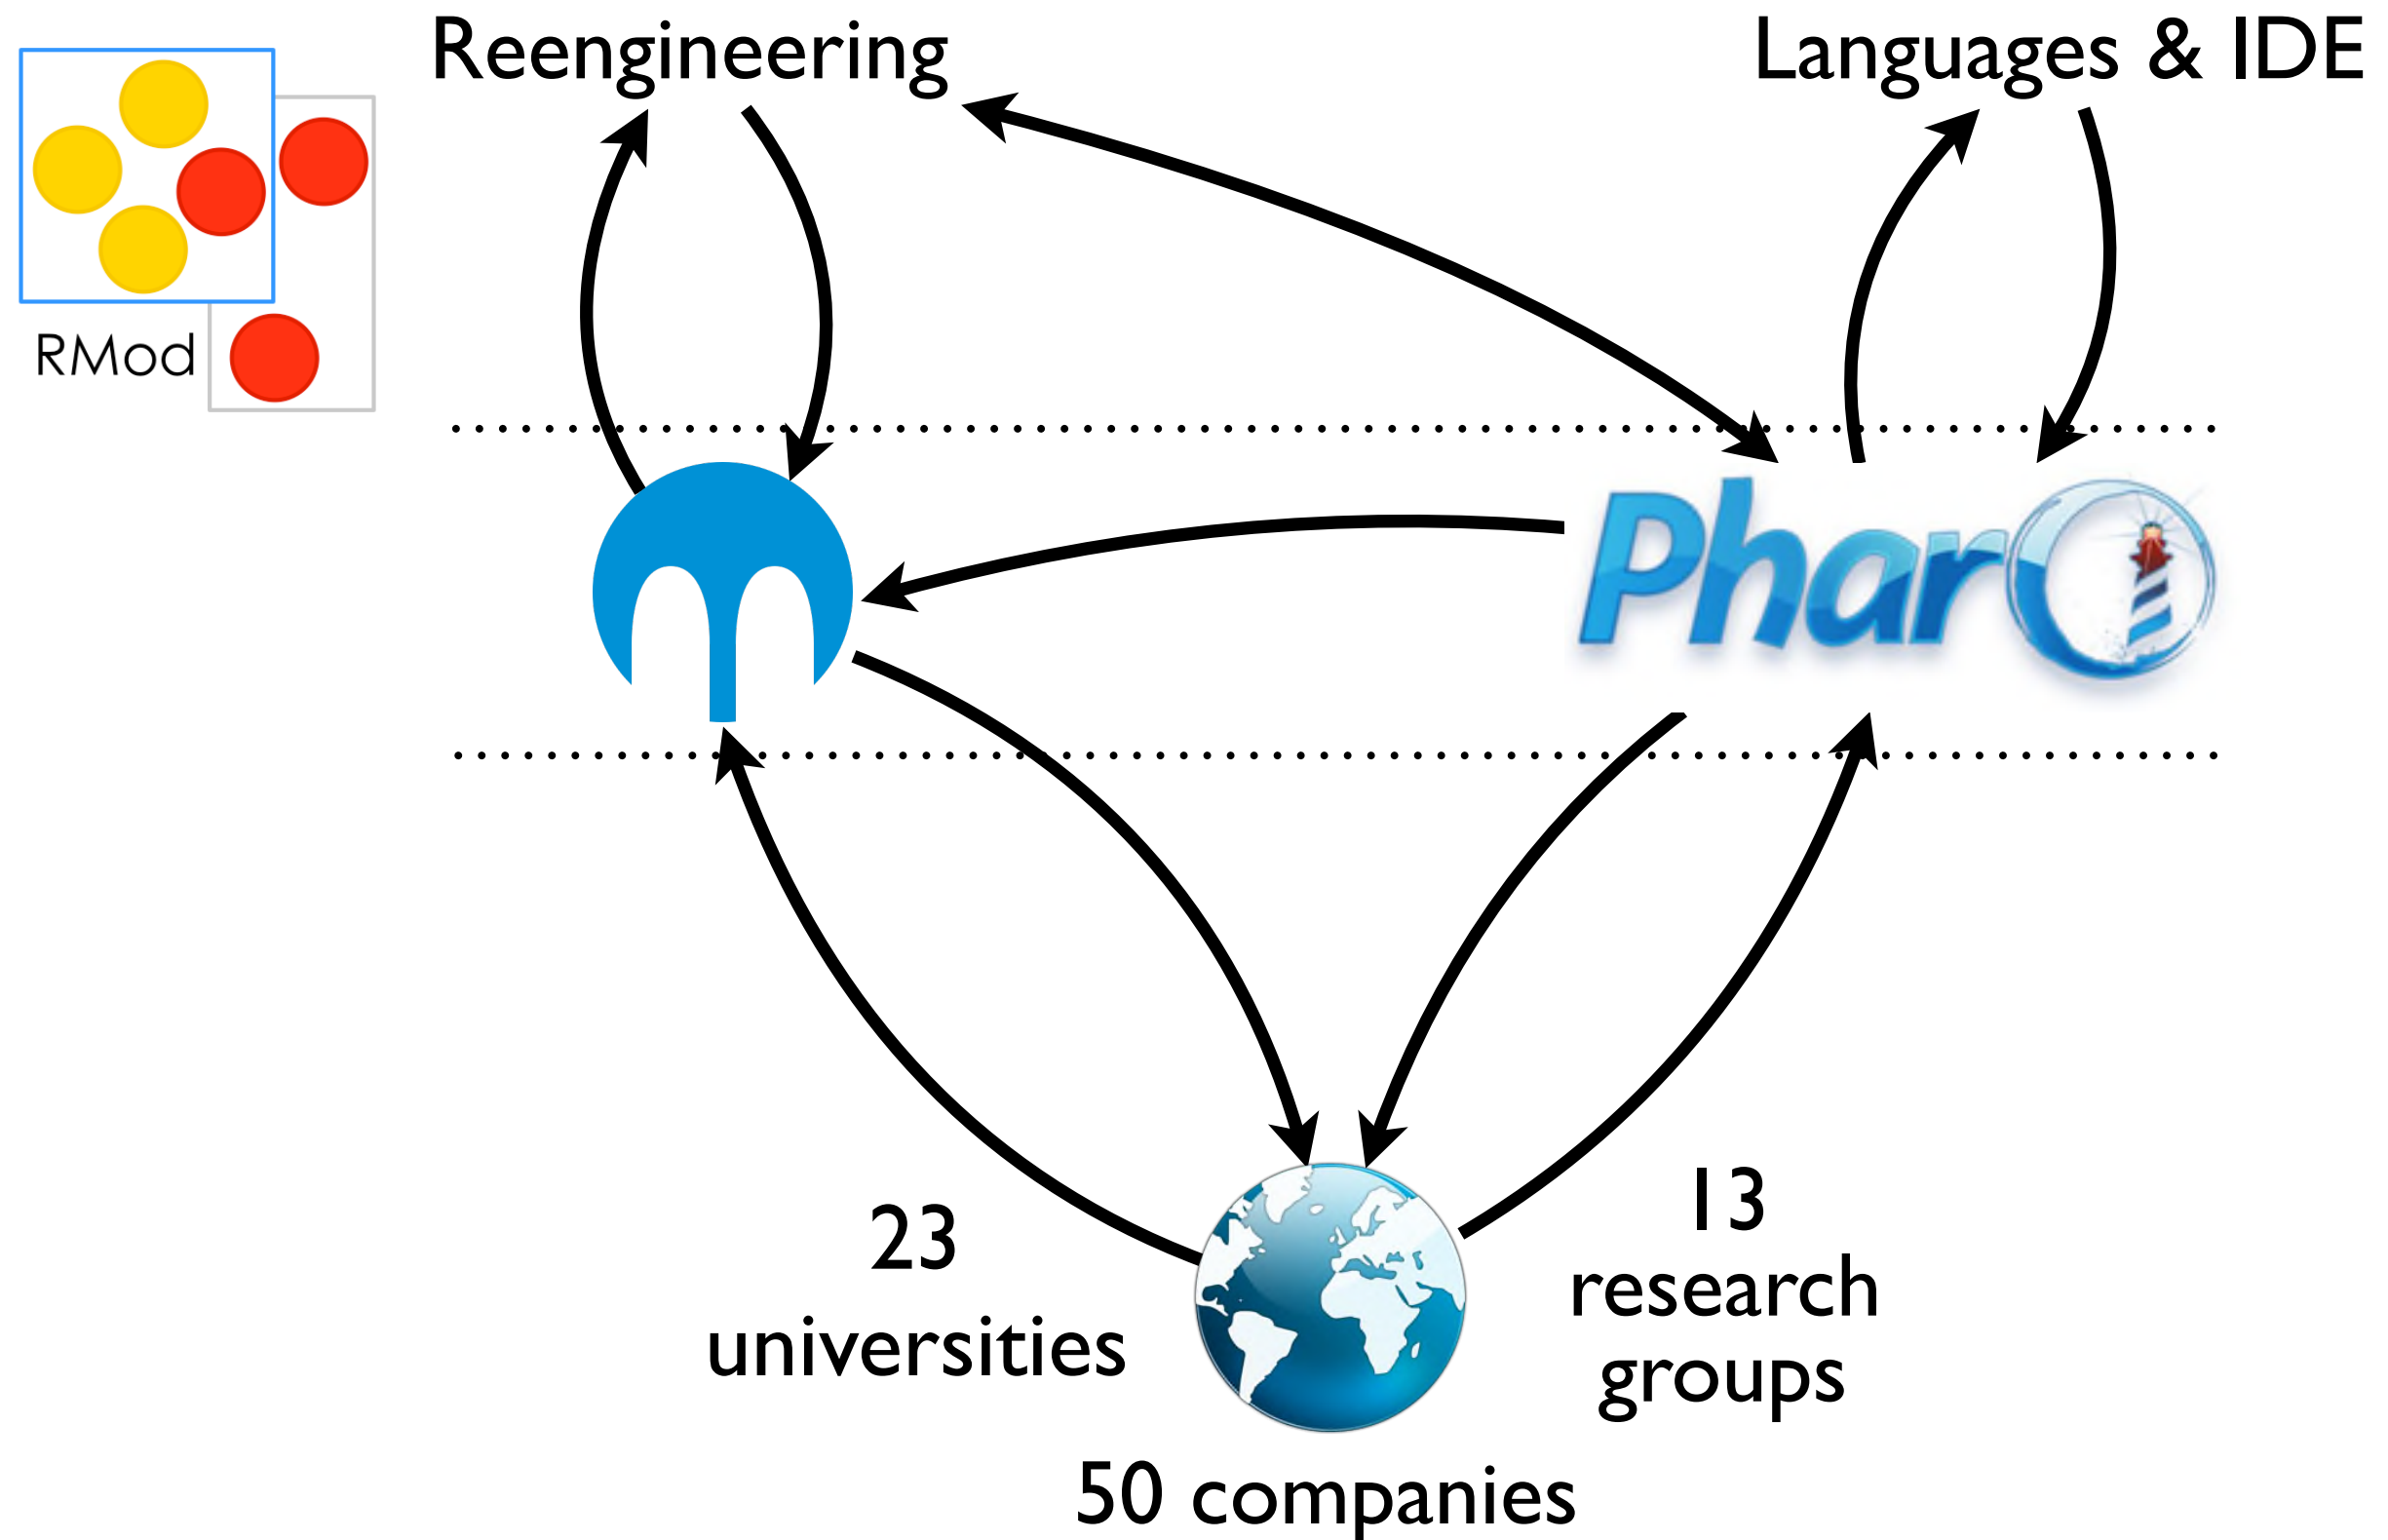 Reengineering
Languages & IDE
RMod
Pharo
23
universities
13
research
groups
50 companies